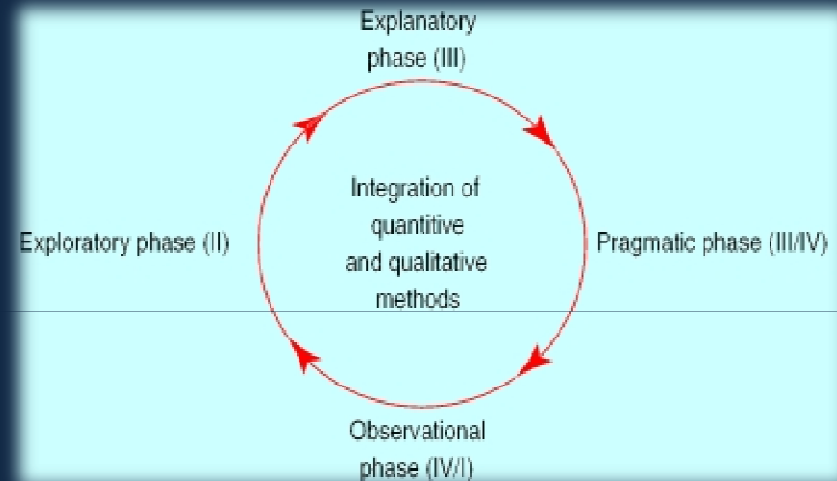 Explanatory
phase (III)
Integration of
quantitive
and qualitative
methods
Exploratory phase (II)
Pragmatic phase (III/IV)
Observational
phase (IV/I)